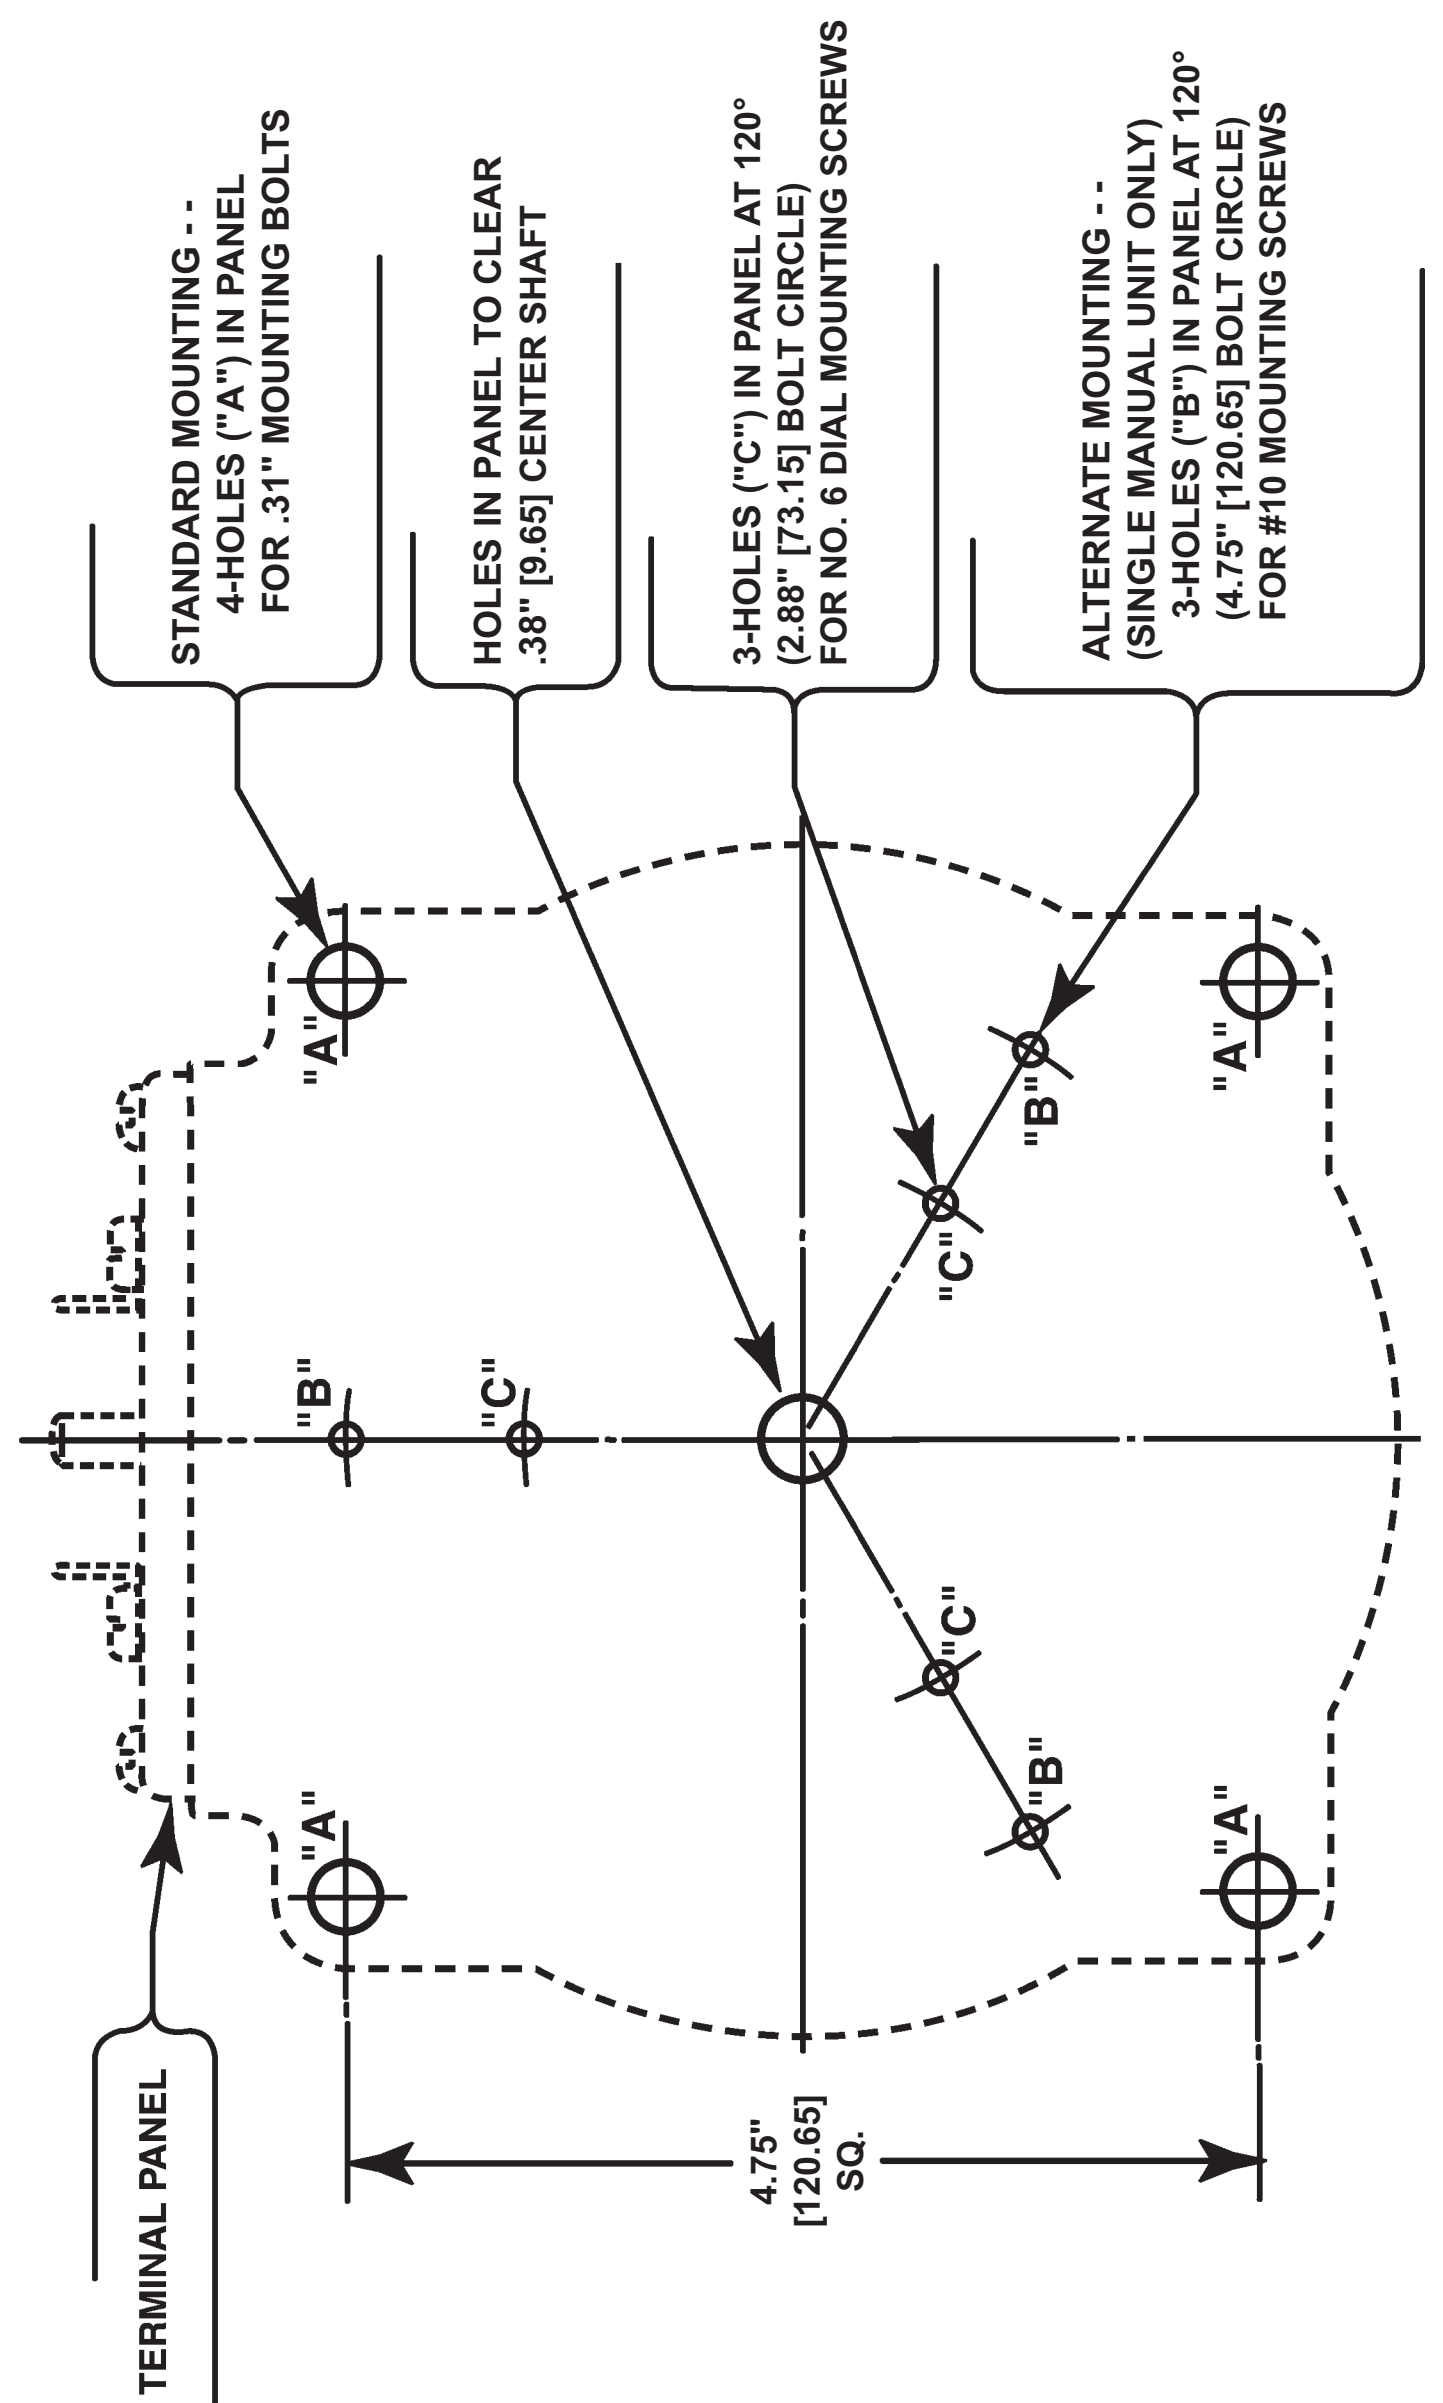 STANDARD MOUNTING - -
4-HOLES ("A") IN PANEL
FOR .31" MOUNTING BOLTS
HOLES IN PANEL TO CLEAR
.38" [9.65] CENTER SHAFT
3-HOLES ("C") IN PANEL AT 120°
(2.88" [73.15] BOLT CIRCLE)
FOR NO. 6 DIAL MOUNTING SCREWS
ALTERNATE MOUNTING - -
(SINGLE MANUAL UNIT ONLY)
3-HOLES ("B") IN PANEL AT 120°
(4.75" [120.65] BOLT CIRCLE)
FOR #10 MOUNTING SCREWS
TERMINAL PANEL
"A"
"A"
"B"
"C"
"C"
"B"
"C"
"B"
"A"
"A"
4.75"
[120.65]
SQ.